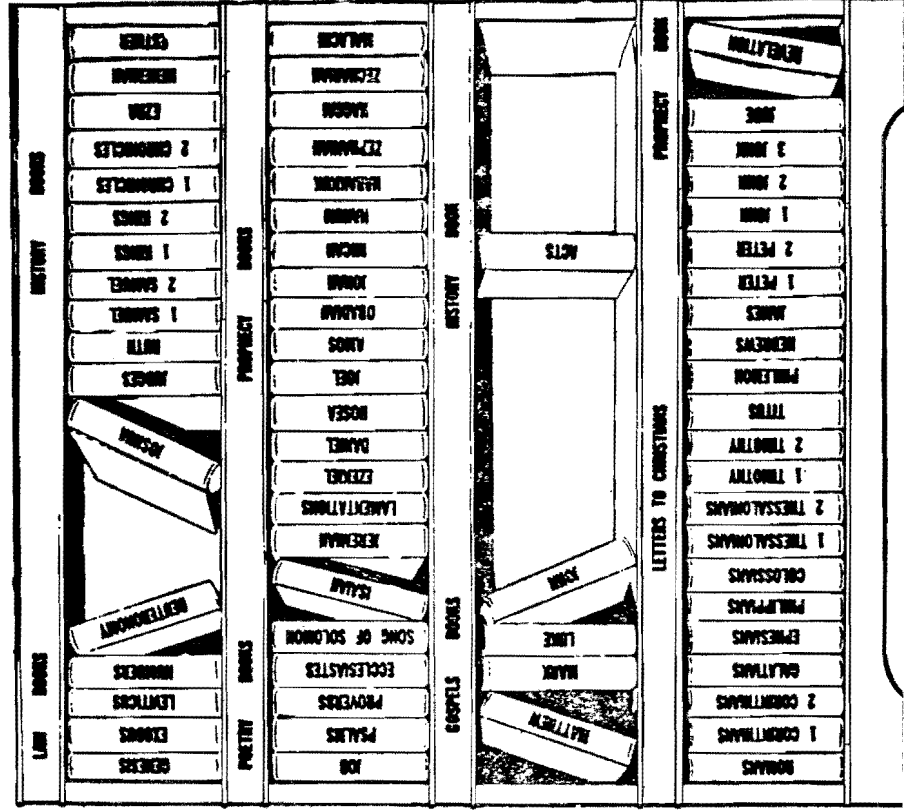 LAW BOOKS HISTORY BOOKS
GENESIS
EXODUS
LEVITICUS
NUMBERS
DEUTERONOMY
JOSHUA
JUDGES
RUTH
1 SAMUEL
2 SAMUEL
1 KINGS
2 KINGS
1 CHRONICLES
2 CHRONICLES
EZRA
NEHEMIAH
ESTHER
POETRY BOOKS PROPHECY BOOKS
JOB
PSALMS
PROVERBS
ECCLESIASTES
SONG OF SOLOMON
ISAIAH
JEREMIAH
LAMENTATIONS
EZEKIEL
DANIEL
HOSEA
JOEL
AMOS
OBADIAH
JONAH
MICAH
NAHUM
HABAKKUK
ZEPHANIAH
HAGGAI
ZECHARIAH
MALACHI
GOSPELS BOOKS HISTORY BOOK
MATTHEW
MARK
LUKE
JOHN
ACTS
LETTERS TO CHRISTIANS PROPHECY BOOK
ROMANS
1 CORINTHIANS
2 CORINTHIANS
GALATIANS
EPHESIANS
PHILIPPIANS
COLOSSIANS
1 THESSALONIANS
2 THESSALONIANS
1 TIMOTHY
2 TIMOTHY
TITUS
PHILEMON
HEBREWS
JAMES
1 PETER
2 PETER
1 JOHN
2 JOHN
3 JOHN
JUDE
REVELATION